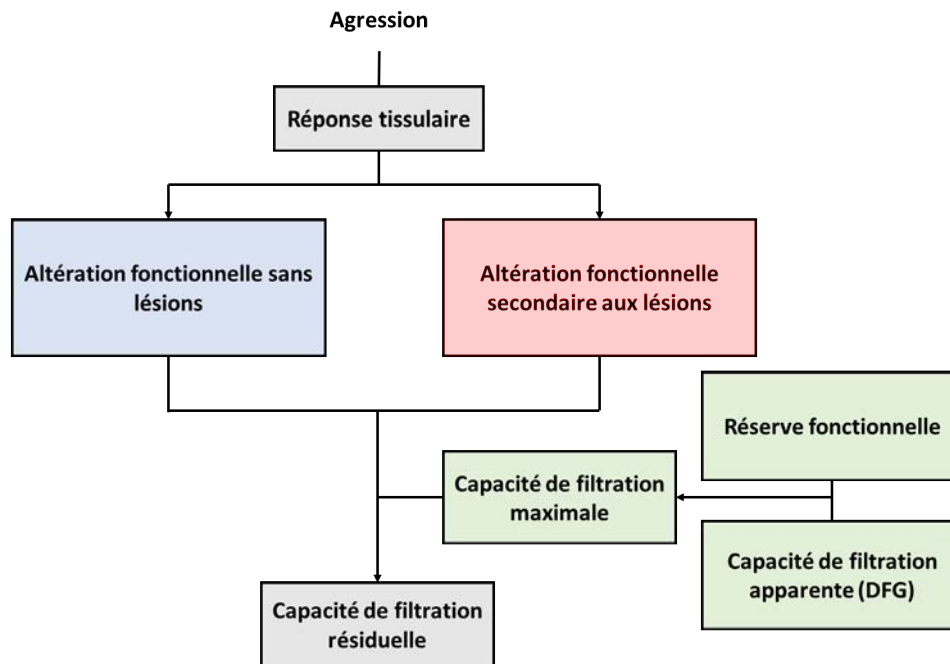 Agression
Réponse tissulaire
Altération fonctionnelle sans
lésions
Altération fonctionnelle
secondaire aux lésions
Réserve fonctionnelle
Capacité de filtration
maximale
Capacité de filtration
apparente (DFG)
Capacité de filtration
résiduelle